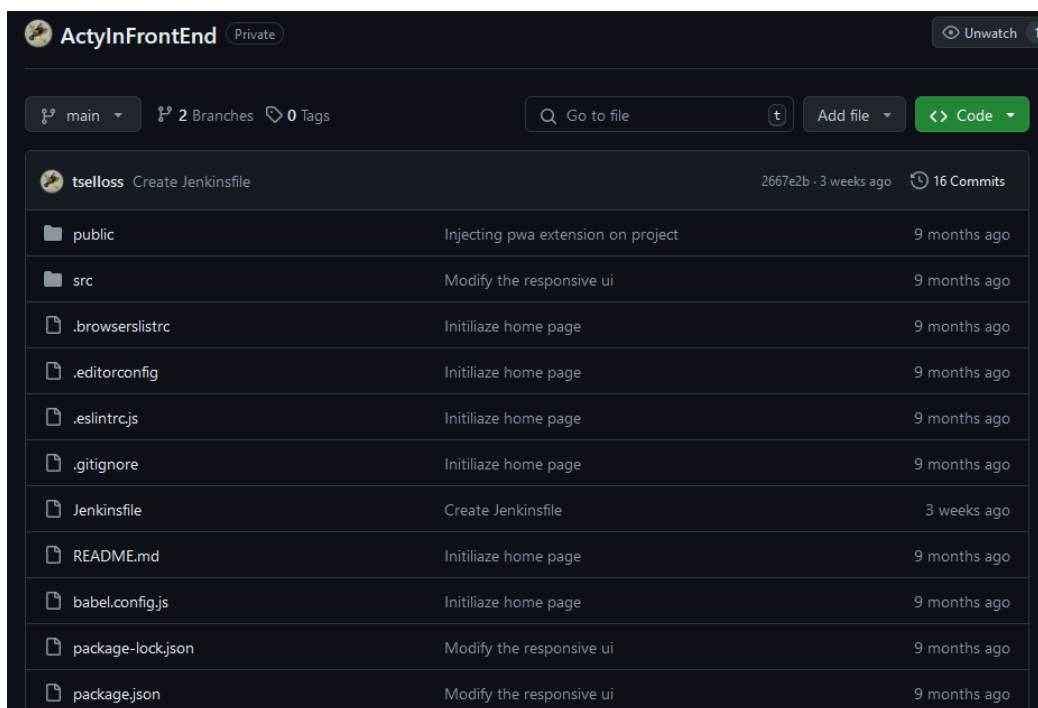 ActyInFrontEnd Private Unwatch 1
main 2 Branches 0 Tags Go to file t Add file Code
tselloss Create Jenkinsfile 2667e2b · 3 weeks ago 16 Commits
public Injecting pwa extension on project 9 months ago
src Modify the responsive ui 9 months ago
.browserslistrc Initiliaze home page 9 months ago
.editorconfig Initiliaze home page 9 months ago
.eslintrc.js Initiliaze home page 9 months ago
.gitignore Initiliaze home page 9 months ago
Jenkinsfile Create Jenkinsfile 3 weeks ago
README.md Initiliaze home page 9 months ago
babel.config.js Initiliaze home page 9 months ago
package-lock.json Modify the responsive ui 9 months ago
package.json Modify the responsive ui 9 months ago